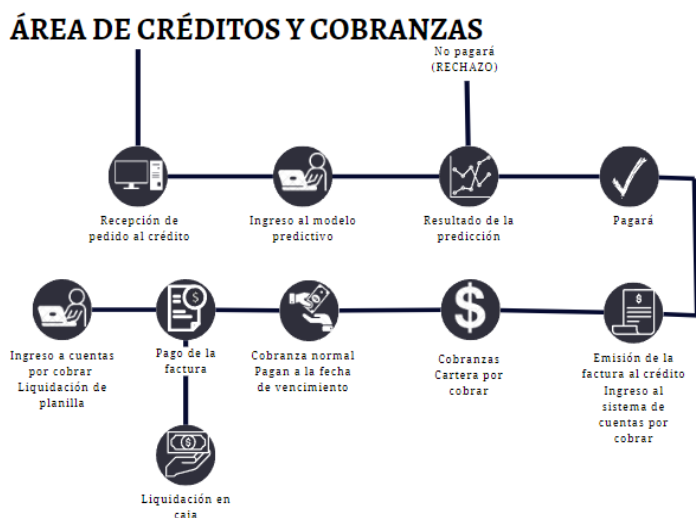 ÁREA DE CRÉDITOS Y COBRANZAS
No pagará
(RECHAZO)
Recepción de
pedido al crédito
Ingreso al modelo
predictivo
Resultado de la
predicción
Pagará
Ingreso a cuentas
por cobrar
Liquidación de
planilla
Pago de la
factura
Cobranza normal
Pagan a la fecha
de vencimiento
Cobranzas
Cartera por
cobrar
Emisión de la
factura al crédito
Ingreso al
sistema de
cuentas por
cobrar
Liquidación en
caja